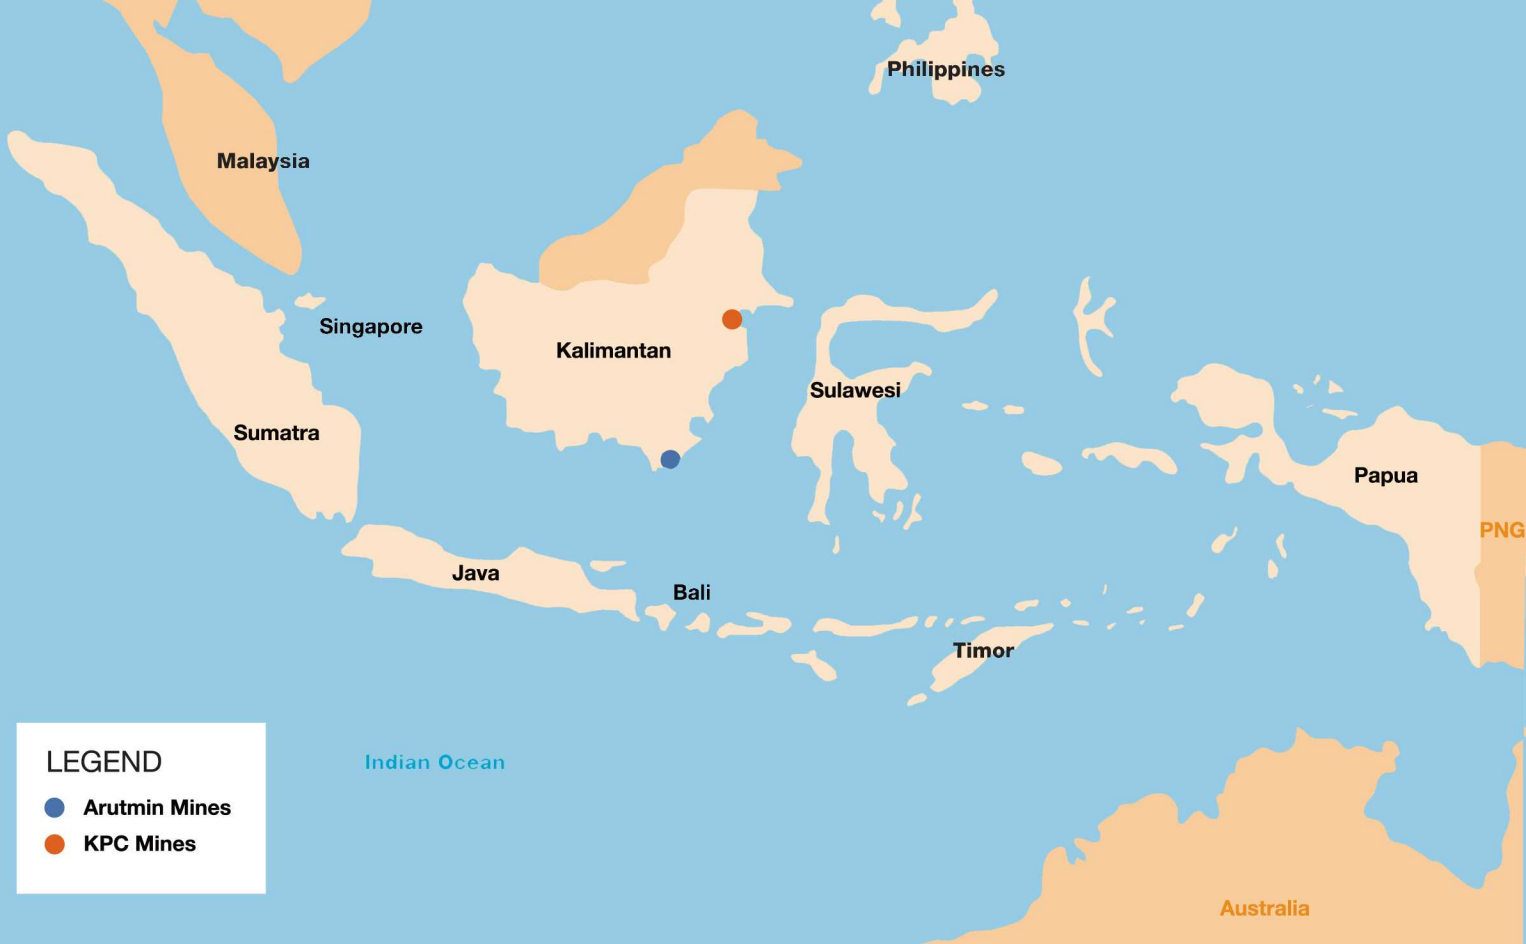 Philippines
Malaysia
Singapore
Kalimantan
Sulawesi
Sumatra
Papua
PNG
Java
Bali
Timor
Indian Ocean
LEGEND
Arutmin Mines
KPC Mines
Australia